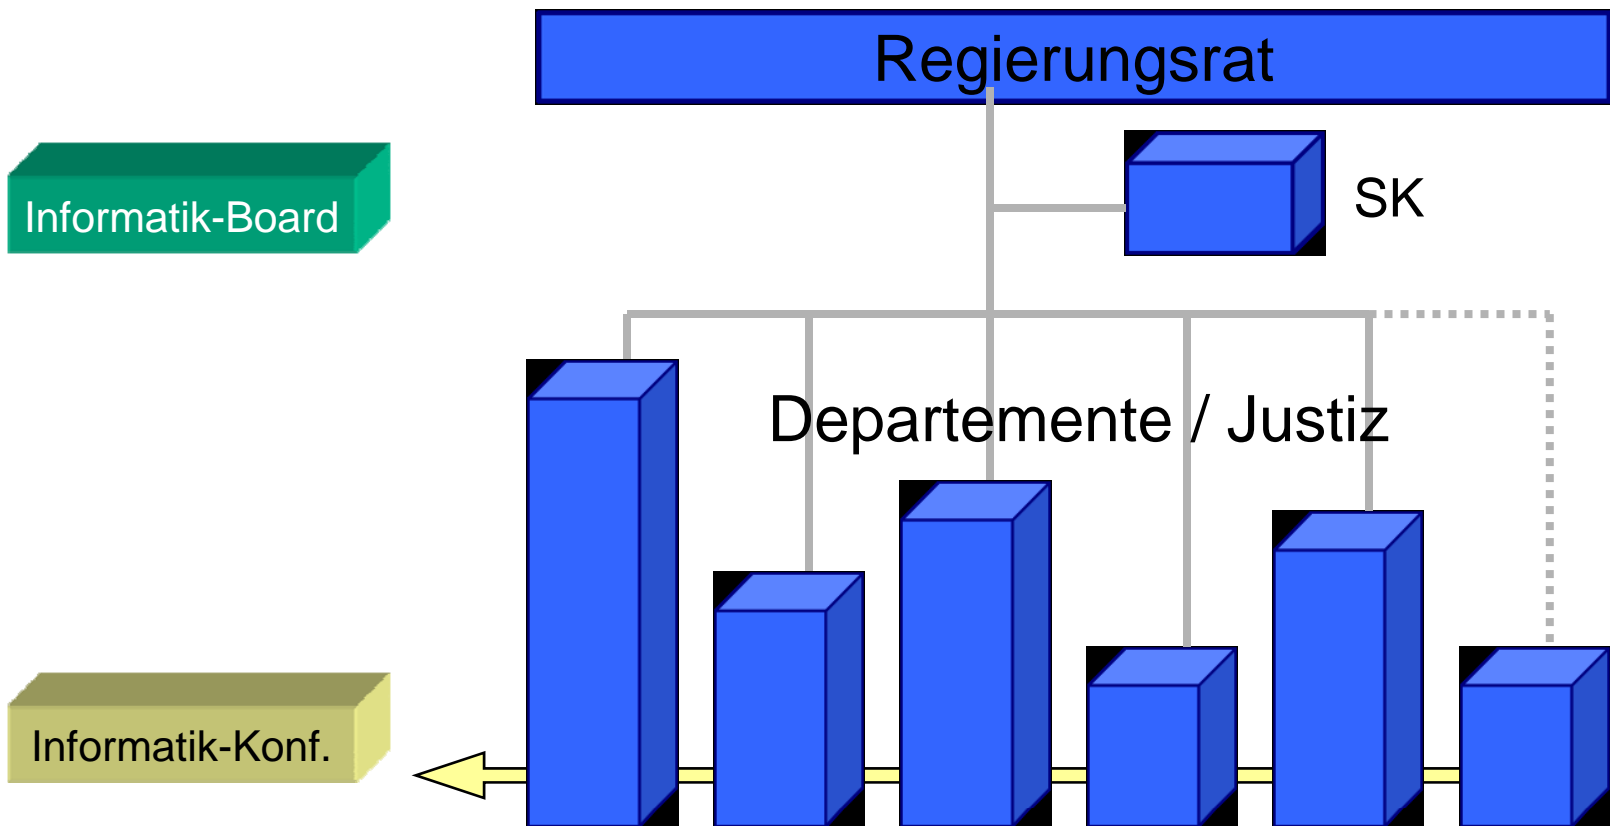 Regierungsrat
SK
Informatik-Board
Departemente / Justiz
Informatik-Konf.